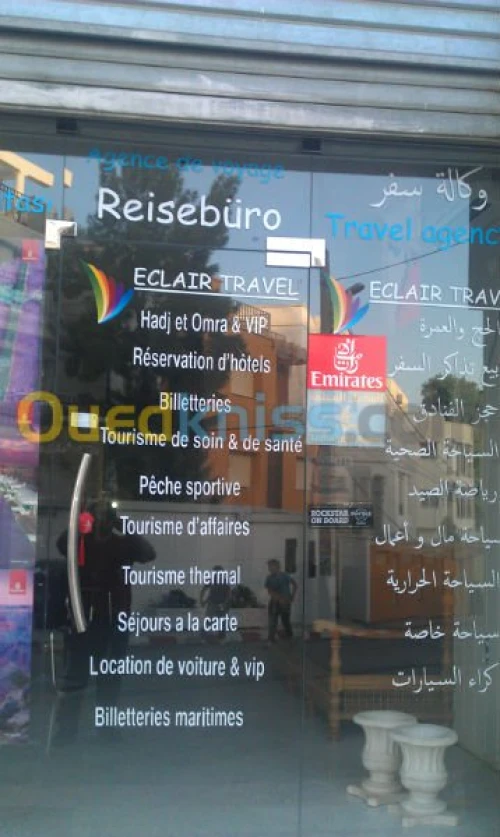 Agence de voyage
Reisebüro
ECLAIR TRAVEL
Hadj et Omra & VIP
Réservation d'hôtels
Billetteries
Tourisme de soin & de santé
Pêche sportive
Tourisme d'affaires
Tourisme thermal
Séjours a la carte
Location de voiture & vip
Billetteries maritimes
وكالة سفر
Travel agenc
ECLAIR TRAV
الحج والعمرة
بيع تذاكر السفر
حجز الفنادق
السياحة الصحية
رياضة الصيد
سياحة مال و أعمال
السياحة الحرارية
سياحة خاصة
كراء السيارات
Emirates
ROCKSTAR
ON BOARD
Ouedkniss.c